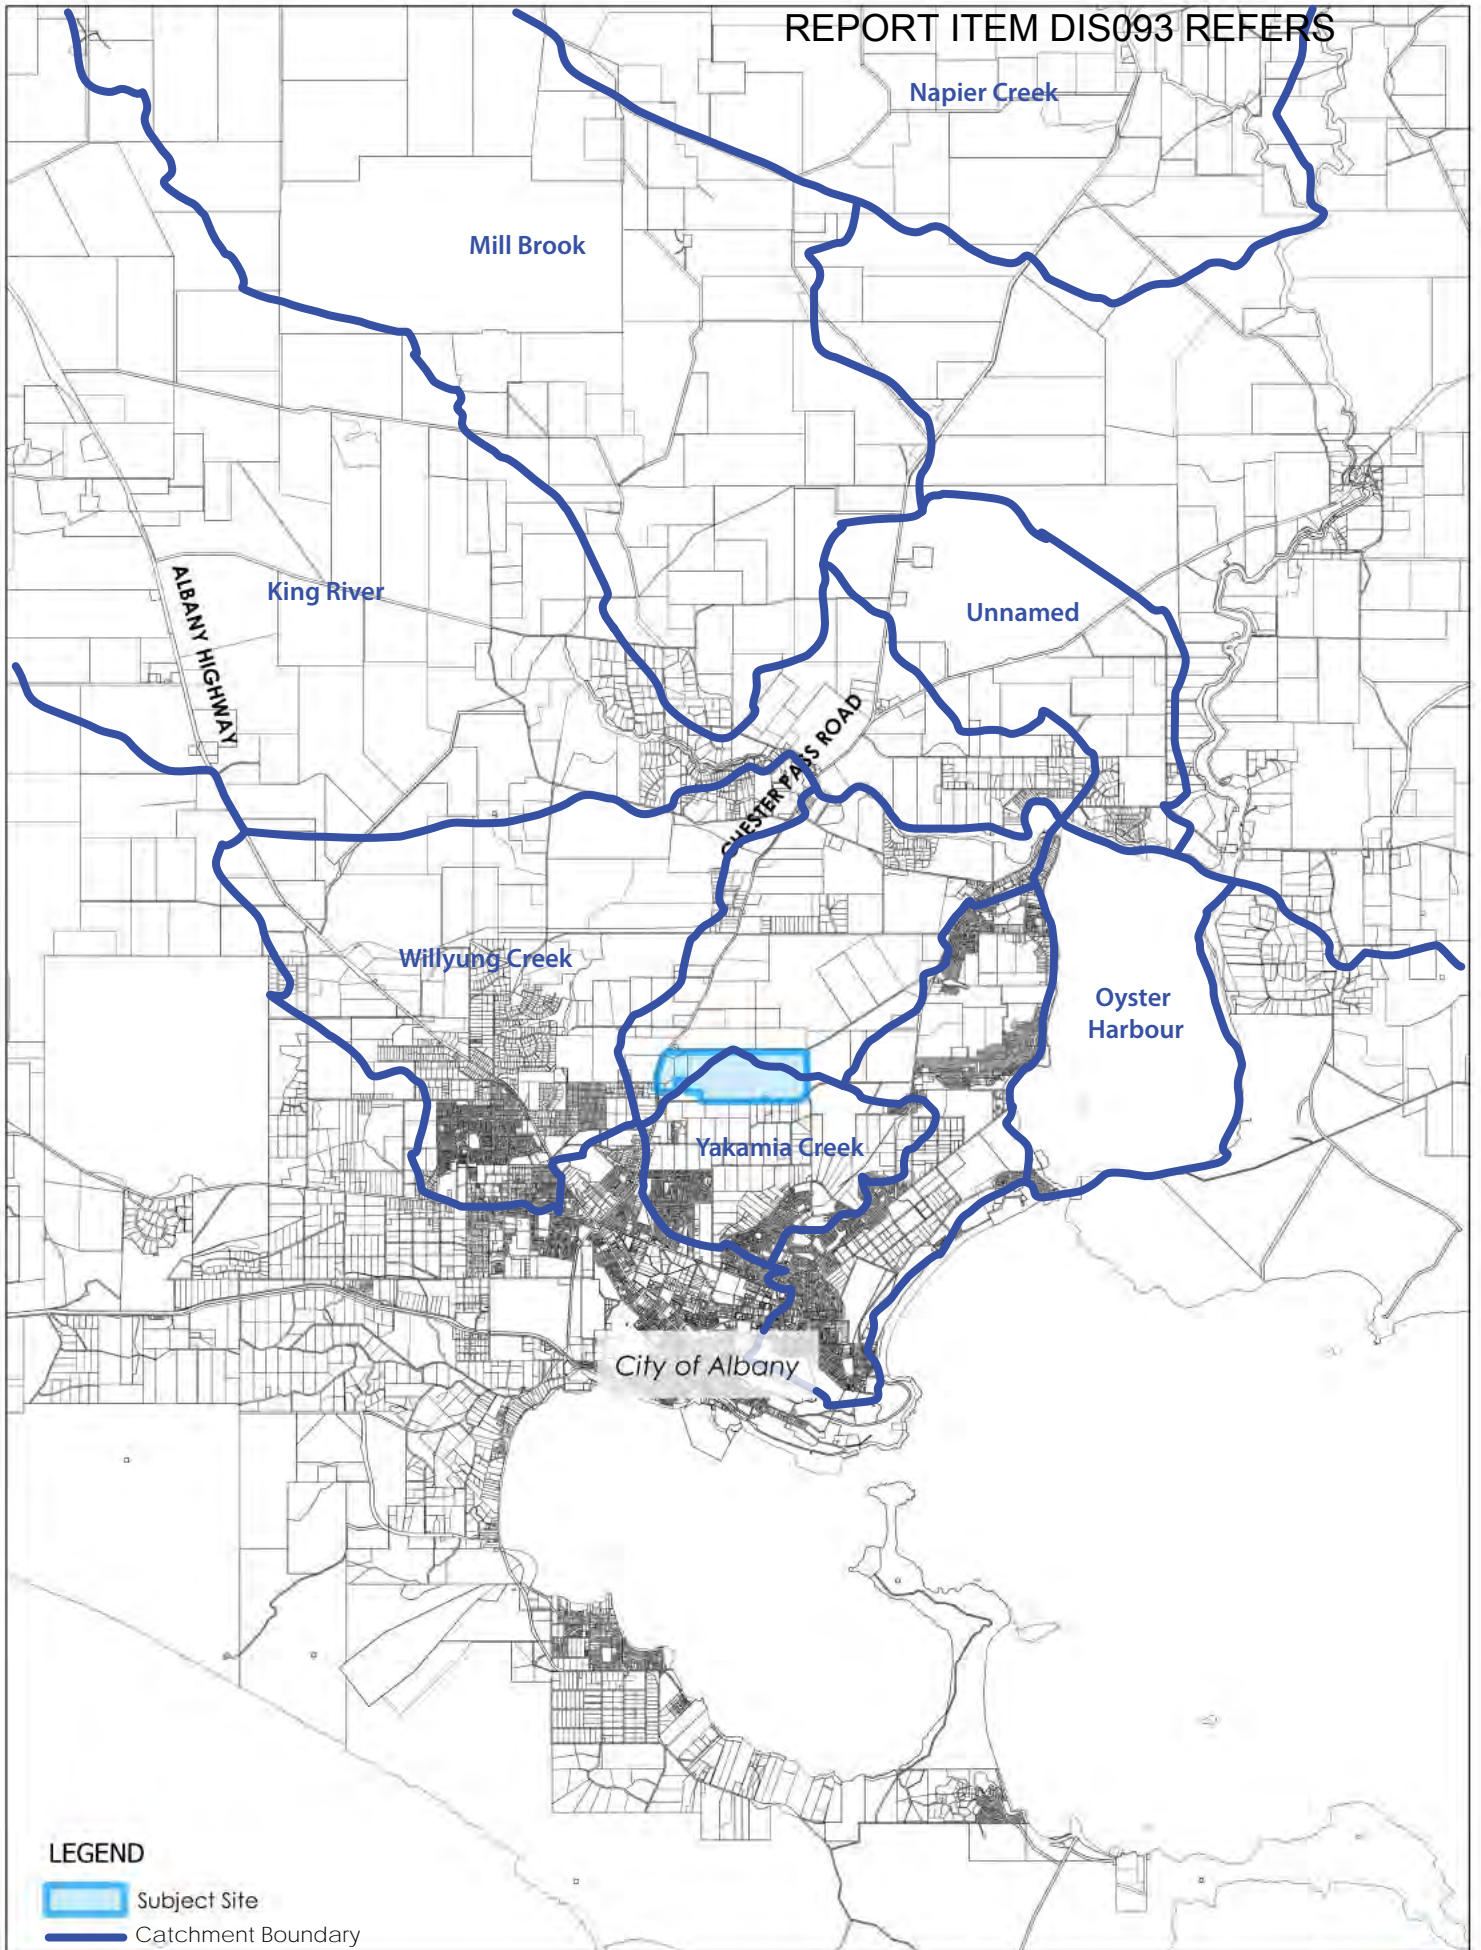 REPORT ITEM DIS093 REFERS
Napier Creek
Mill Brook
King River
ALBANY HIGHWAY
Unnamed
CHESTER PASS ROAD
Willyung Creek
Oyster
Harbour
Yakamia Creek
City of Albany
LEGEND
Subject Site
Catchment Boundary